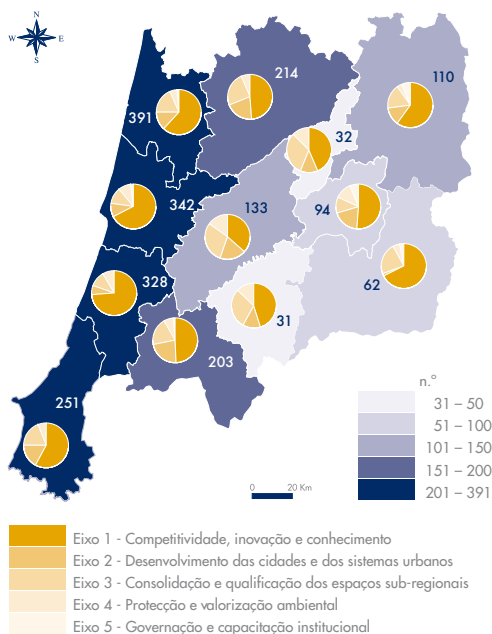 N
W E
S
214
110
391
32
342
133
94
328
62
31
203
251
n.º
31 – 50
51 – 100
101 – 150
151 – 200
201 – 391
0 20 Km
Eixo 1 - Competitividade, inovação e conhecimento
Eixo 2 - Desenvolvimento das cidades e dos sistemas urbanos
Eixo 3 - Consolidação e qualificação dos espaços sub-regionais
Eixo 4 - Protecção e valorização ambiental
Eixo 5 - Governação e capacitação institucional